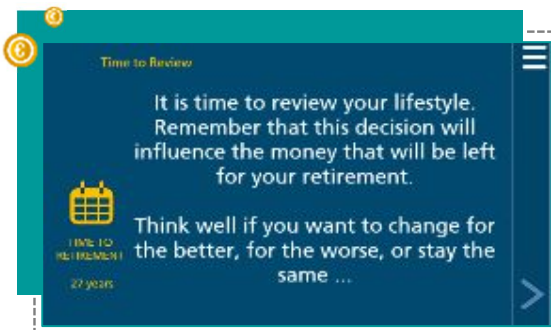 Time to Review
It is time to review your lifestyle.
Remember that this decision will
influence the money that will be left
for your retirement.
Think well if you want to change for
the better, for the worse, or stay the
same ...
TIME TO
RETIREMENT
27 years